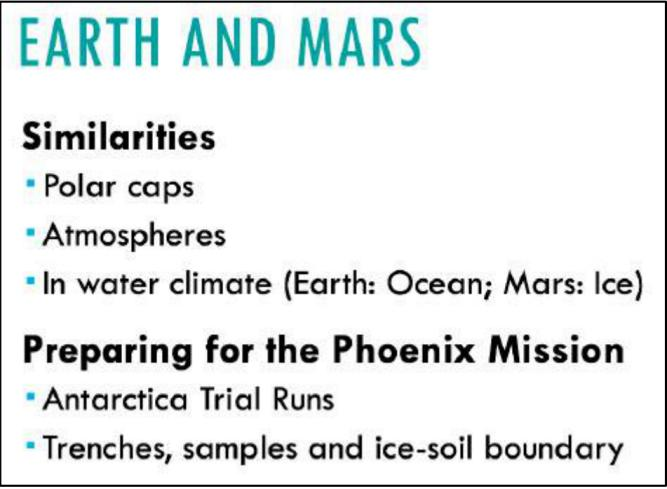 EARTH AND MARS
Similarities
▪ Polar caps
▪ Atmospheres
▪ In water climate (Earth: Ocean; Mars: Ice)
Preparing for the Phoenix Mission
▪ Antarctica Trial Runs
▪ Trenches, samples and ice-soil boundary